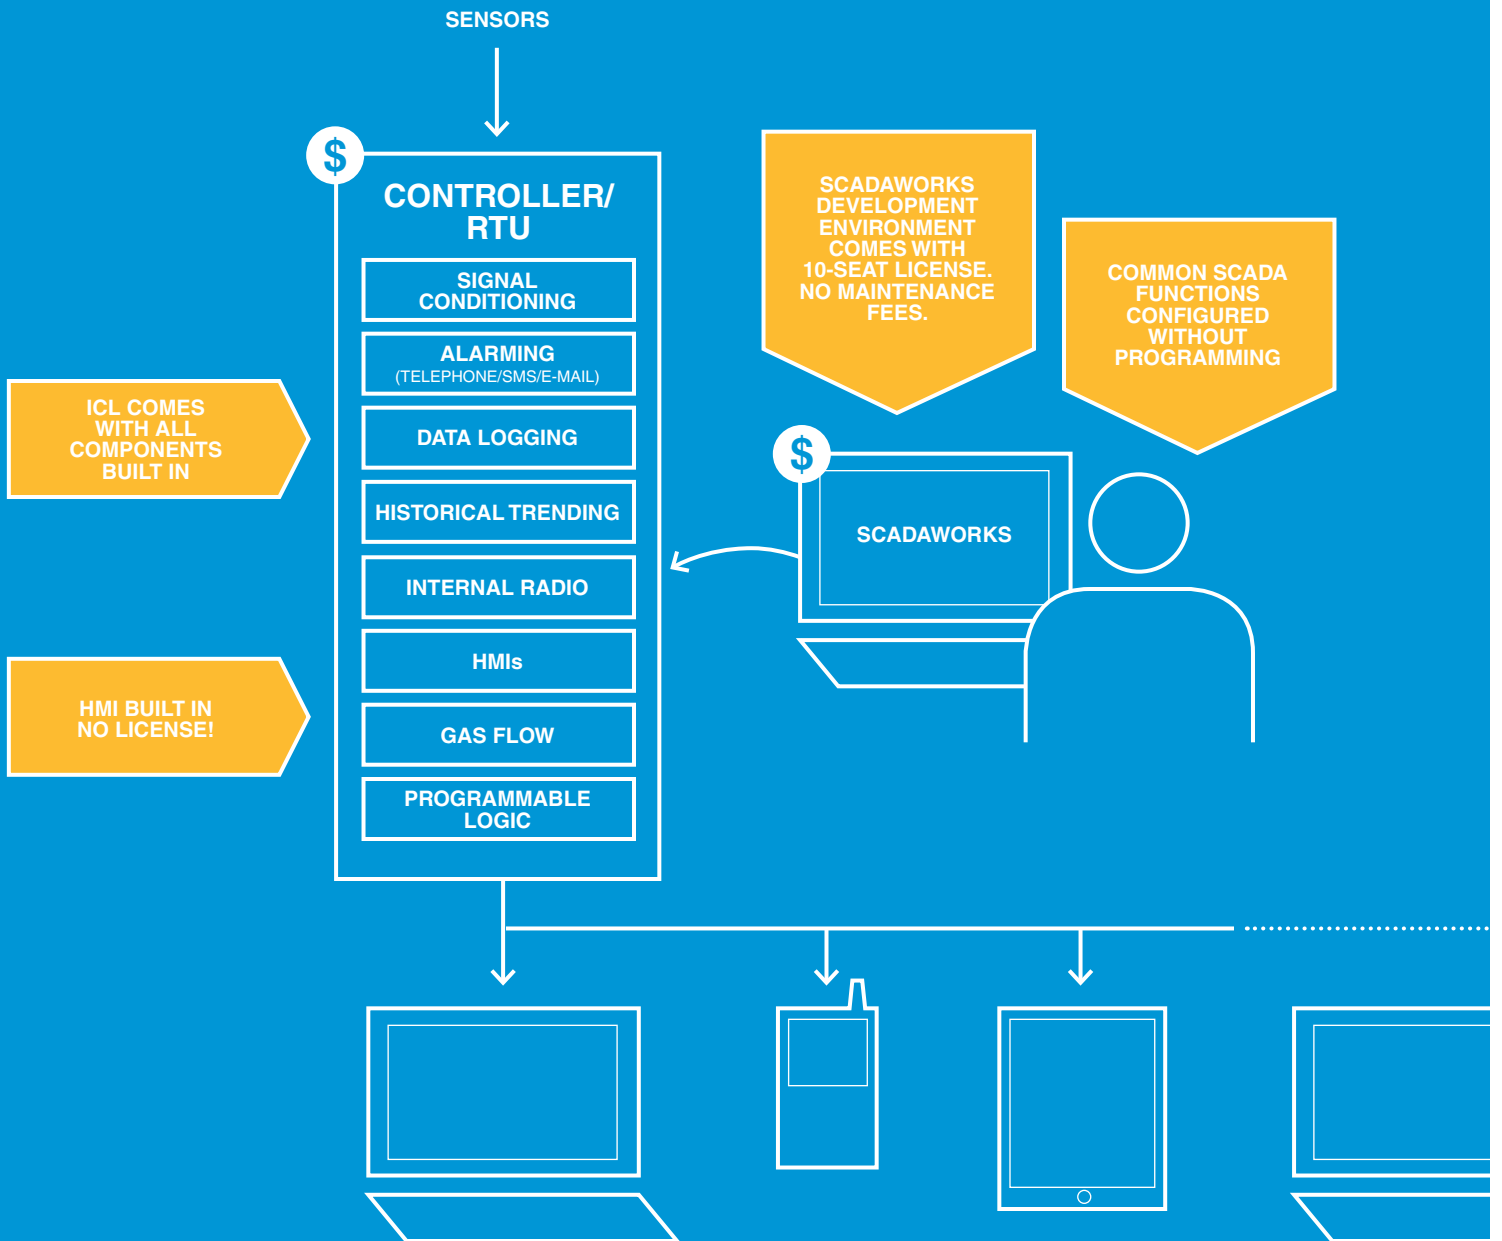 SENSORS
$
CONTROLLER/
RTU
SIGNAL
CONDITIONING
ALARMING
(TELEPHONE/SMS/E-MAIL)
DATA LOGGING
HISTORICAL TRENDING
INTERNAL RADIO
HMIs
GAS FLOW
PROGRAMMABLE
LOGIC
ICL COMES
WITH ALL
COMPONENTS
BUILT IN
HMI BUILT IN
NO LICENSE!
SCADAWORKS
DEVELOPMENT
ENVIRONMENT
COMES WITH
10-SEAT LICENSE.
NO MAINTENANCE
FEES.
COMMON SCADA
FUNCTIONS
CONFIGURED
WITHOUT
PROGRAMMING
$
SCADAWORKS